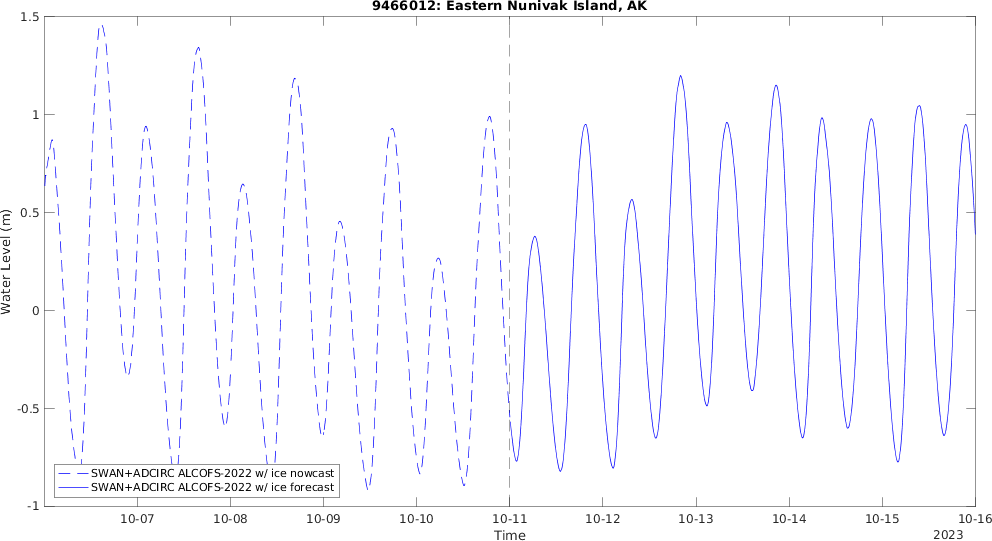 9466012: Eastern Nunivak Island, AK
Water Level (m)
1.5
1
0.5
0
-0.5
-1
SWAN+ADCIRC ALCOFS-2022 w/ ice nowcast
SWAN+ADCIRC ALCOFS-2022 w/ ice forecast
10-07 10-08 10-09 10-10 10-11 10-12 10-13 10-14 10-15 10-16
Time
2023